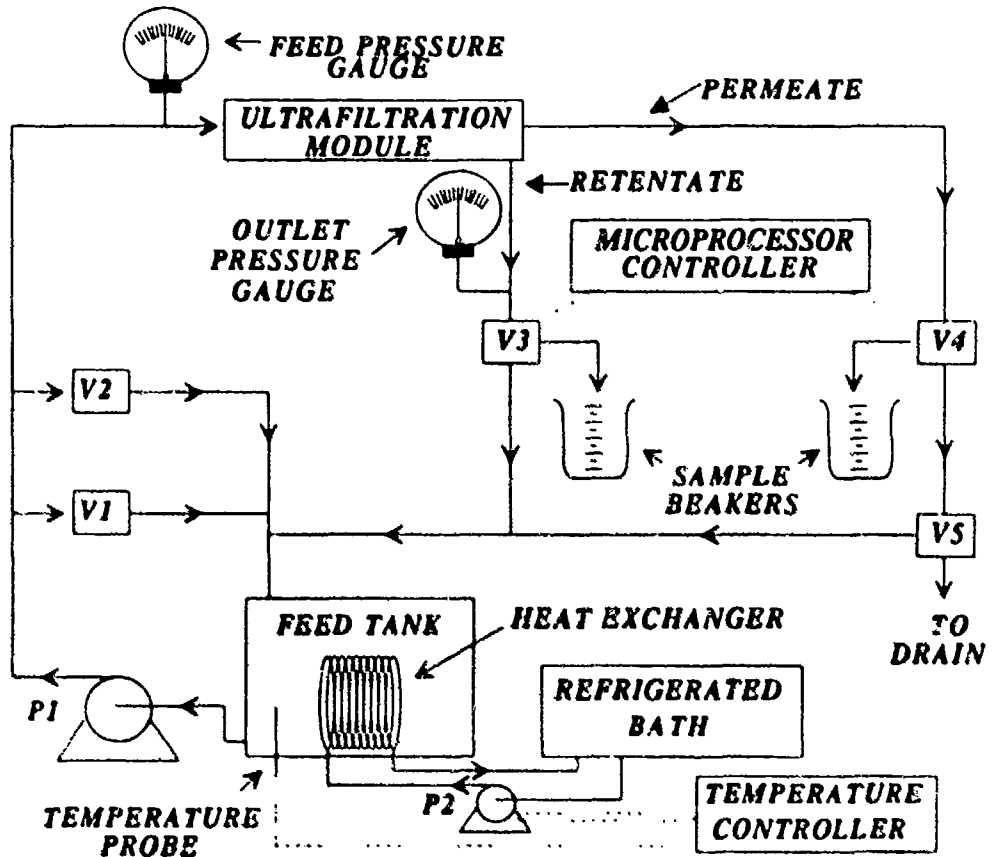 FEED PRESSURE
GAUGE
ULTRAFILTRATION
MODULE
PERMEATE
RETENTATE
OUTLET
PRESSURE
GAUGE
MICROPROCESSOR
CONTROLLER
V3
V4
V2
SAMPLE
BEAKERS
V1
V5
FEED TANK
HEAT EXCHANGER
TO
DRAIN
REFRIGERATED
BATH
P1
P2
TEMPERATURE
PROBE
TEMPERATURE
CONTROLLER